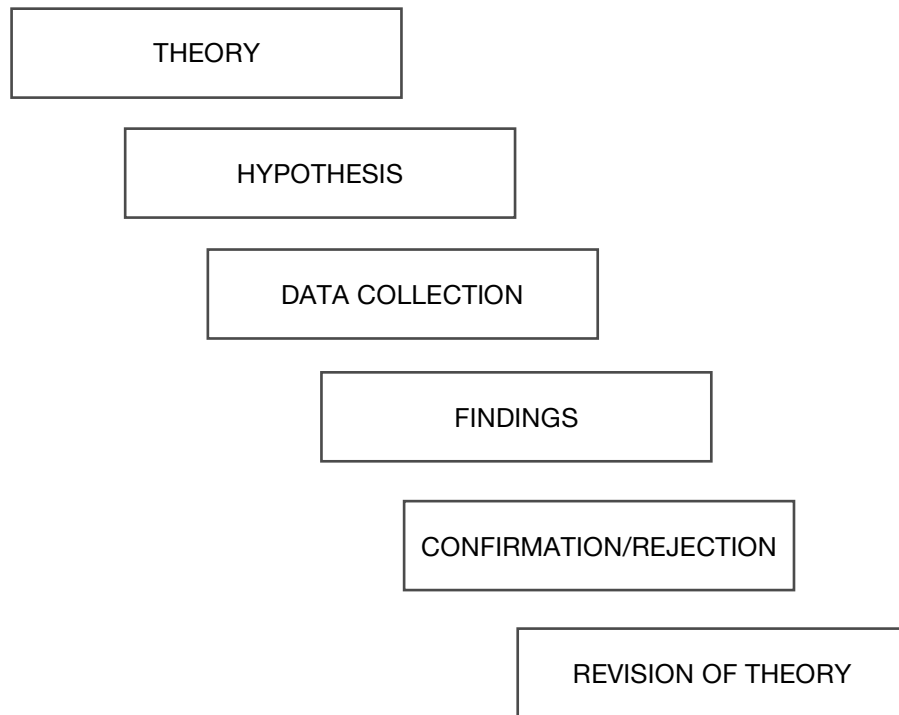 THEORY
HYPOTHESIS
DATA COLLECTION
FINDINGS
CONFIRMATION/REJECTION
REVISION OF THEORY